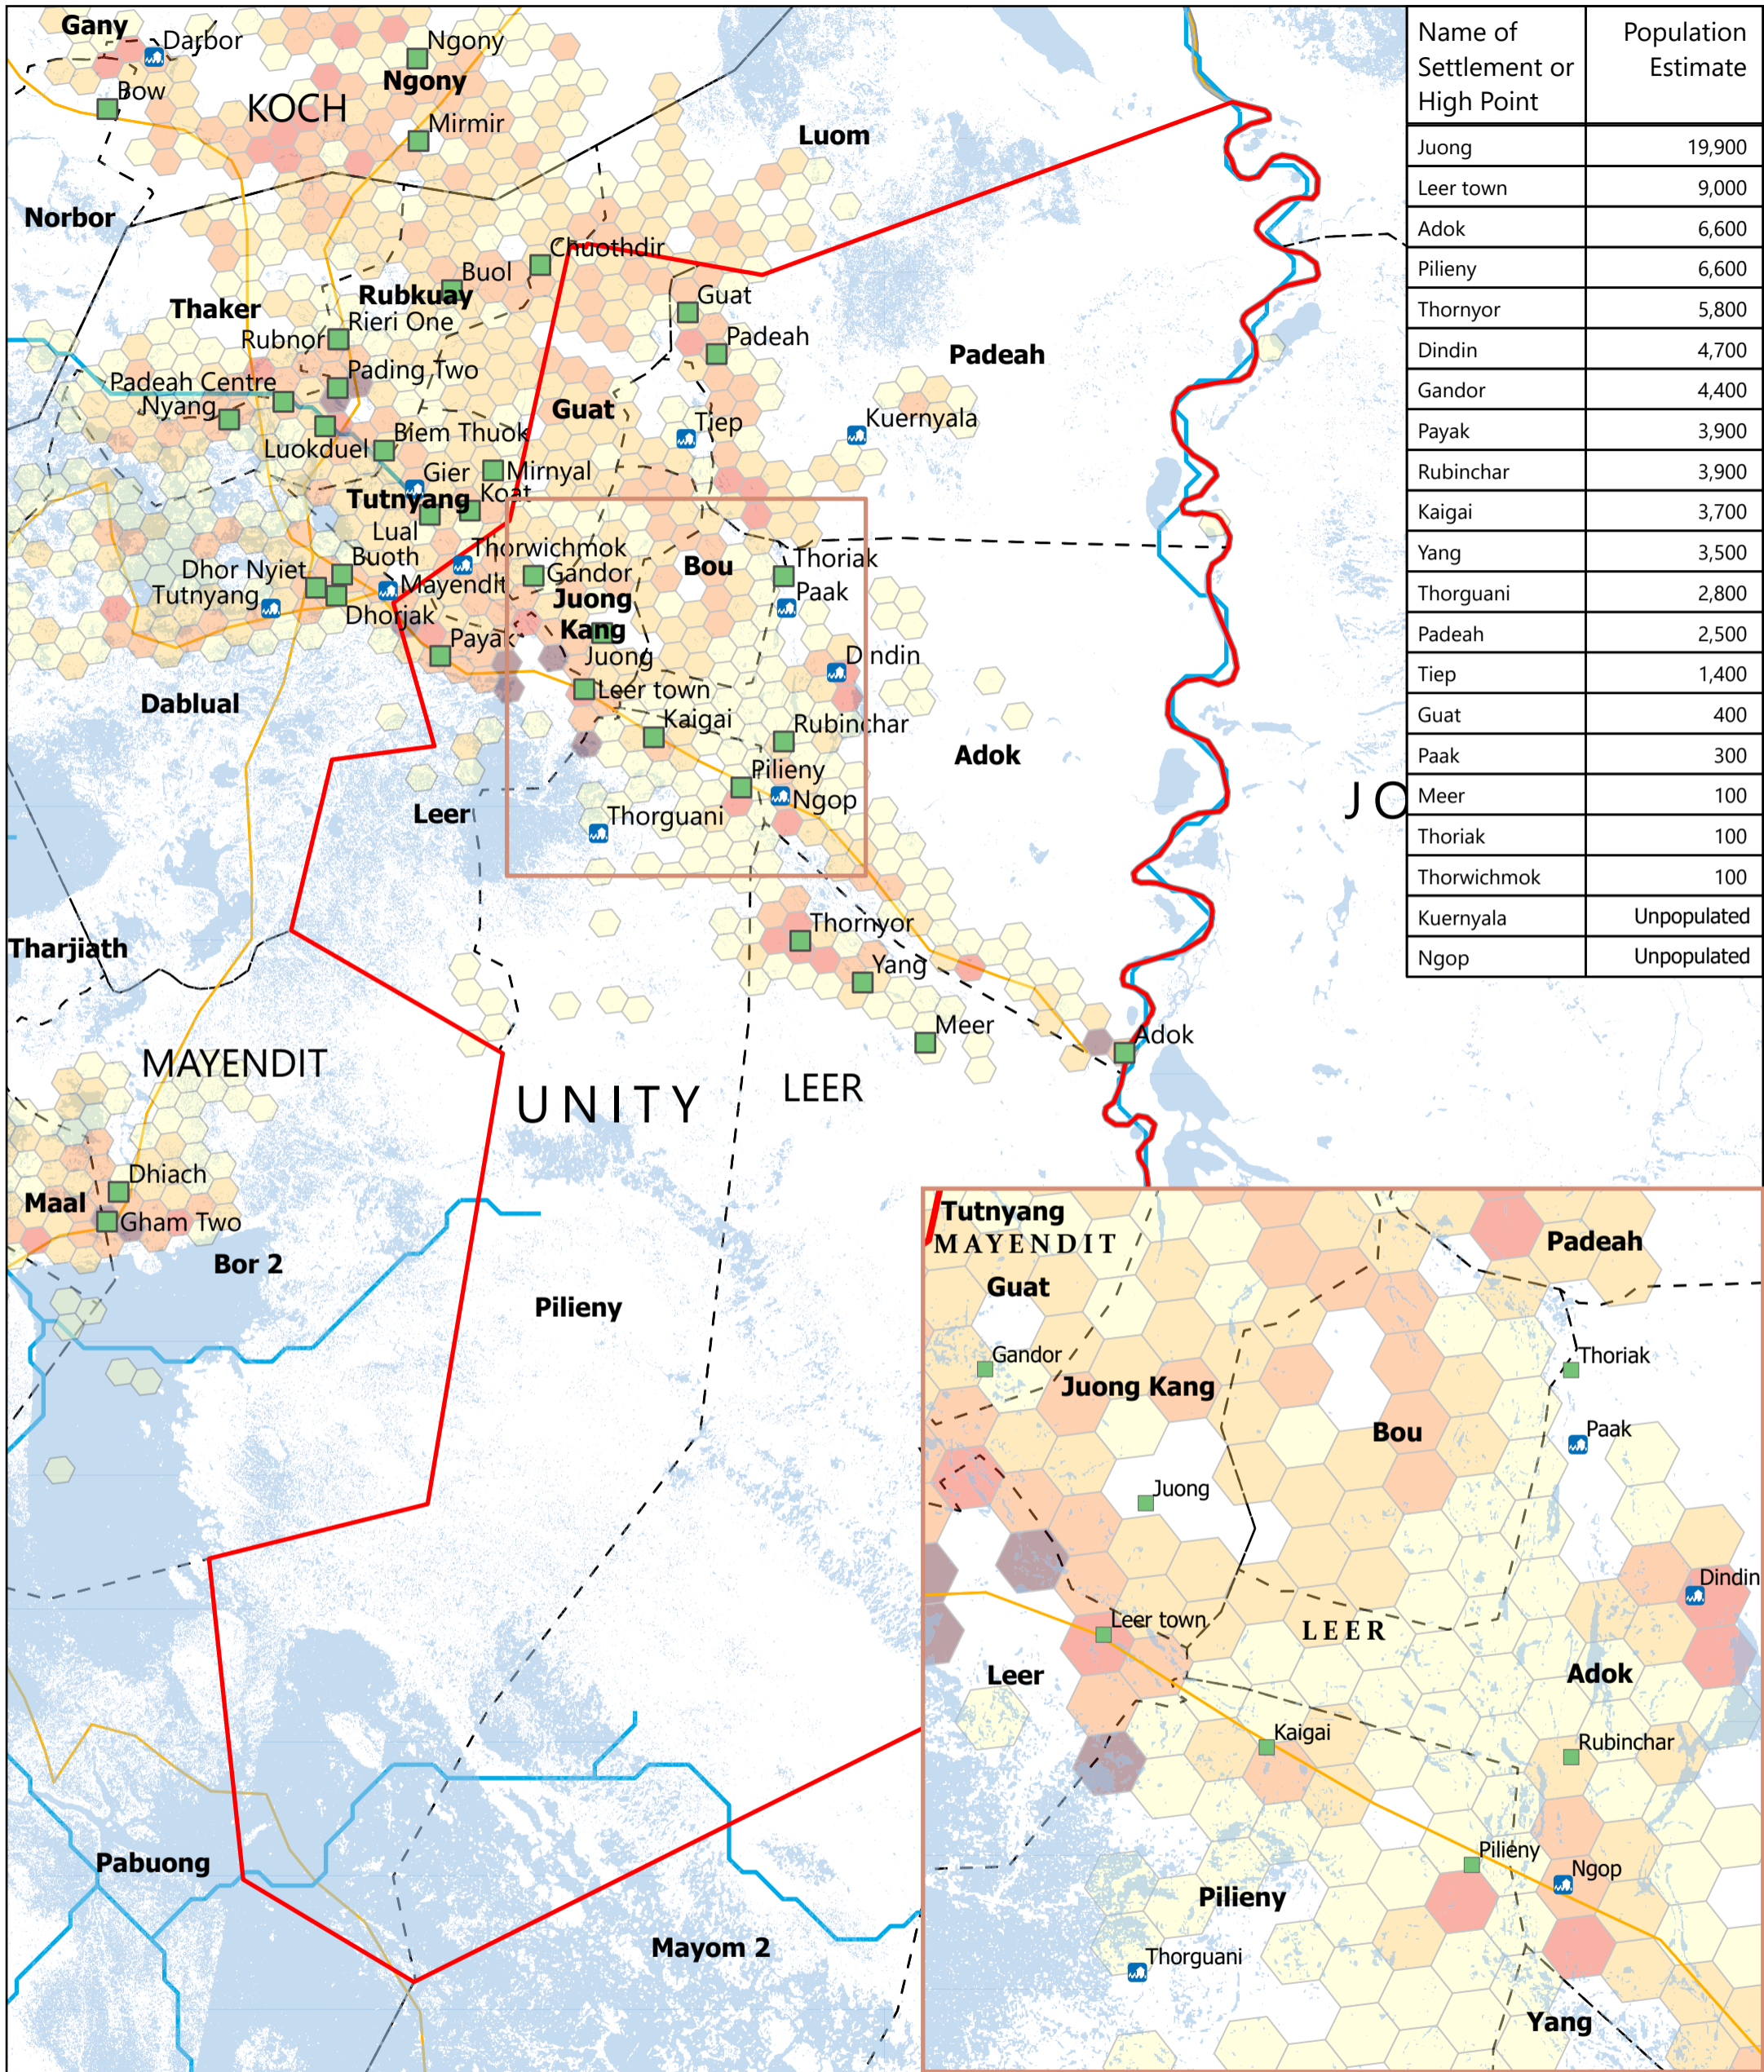 Gany
Darbor
Ngony
Ngony
Bow
KOCH
Mirmir
Luom
Norbor
Chuothdir
Buol
Rubkuay
Thaker
Rieri One
Rubnor
Guat
Padeah
Padeah
Pading Two
Padeah Centre
Nyang
Guat
Tiep
Kuernyala
Biem Thuok
Luokduel
Gier
Mirnyal
Tutnyang
Koat
Lual
Thorwichmok
Buoth
Gandor
Bou
Thoriak
Dhor Nyiet
Mayendit
Paak
Tutnyang
Juong
Kang
Dhorjak
Payak
Juong
Dindin
Leer town
Dablual
Kaigai
Rubinchar
Adok
Pilieny
Ngop
Leer
Thorguani
JO
Thornyor
Tharjiath
Yang
Meer
Adok
MAYENDIT
UNITY
LEER
Dhiach
Maal
Gham Two
Bor 2
Pilieny
Pabuong
Mayom 2
Name of Population
Settlement or Estimate
High Point
Juong 19,900
Leer town 9,000
Adok 6,600
Pilieny 6,600
Thornyor 5,800
Dindin 4,700
Gandor 4,400
Payak 3,900
Rubinchar 3,900
Kaigai 3,700
Yang 3,500
Thorguani 2,800
Padeah 2,500
Tiep 1,400
Guat 400
Paak 300
Meer 100
Thoriak 100
Thorwichmok 100
Kuernyala Unpopulated
Ngop Unpopulated
Tutnyang
MAYENDIT
Padeah
Guat
Gandor
Thoriak
Juong Kang
Bou
Paak
Juong
Dindin
Leer town
LEER
Leer
Adok
Kaigai
Rubinchar
Pilieny
Ngop
Pilieny
Thorguani
Yang